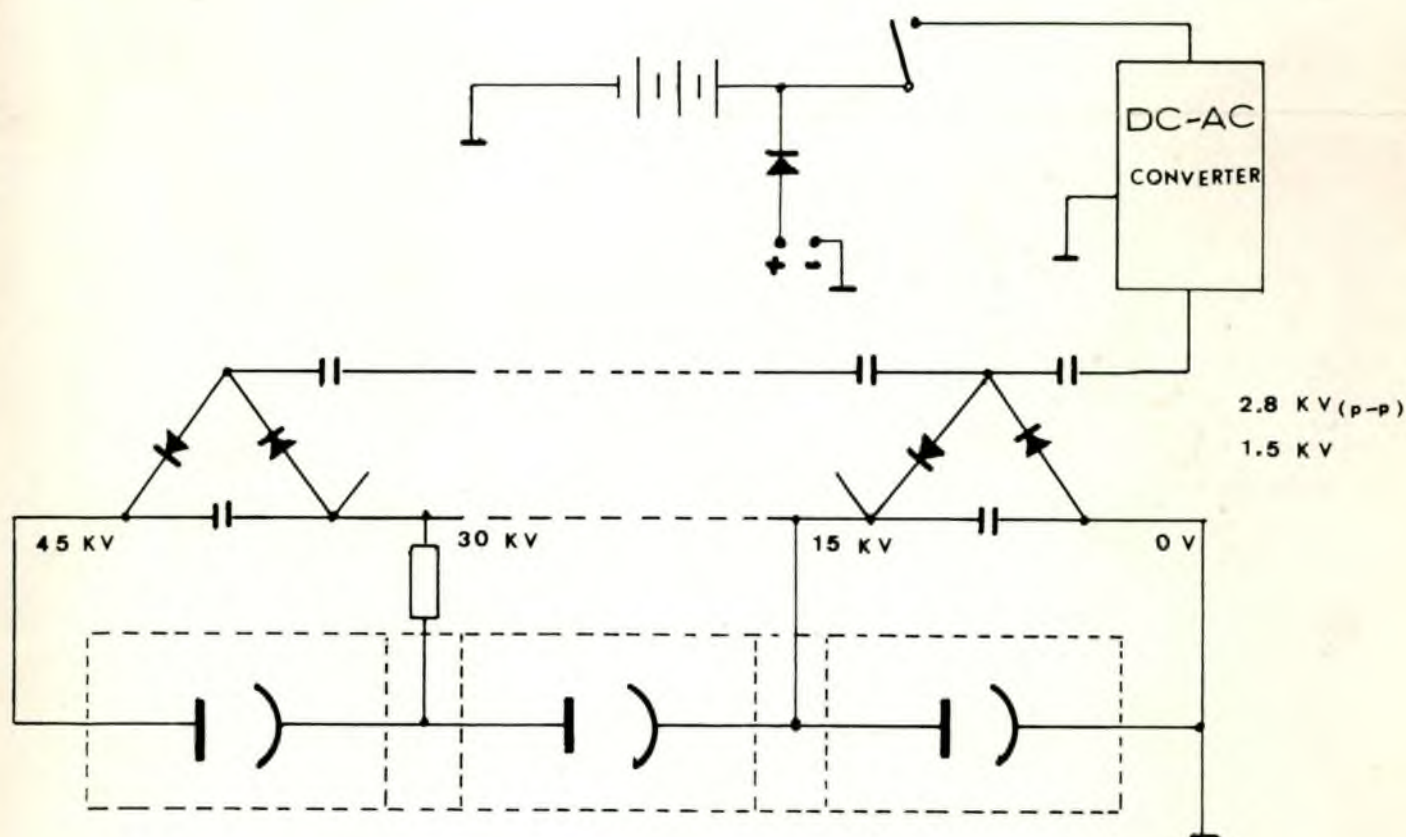 DC-AC
CONVERTER
+ -
2.8 KV (p-p)
1.5 KV
45 KV
30 KV
15 KV
0 V